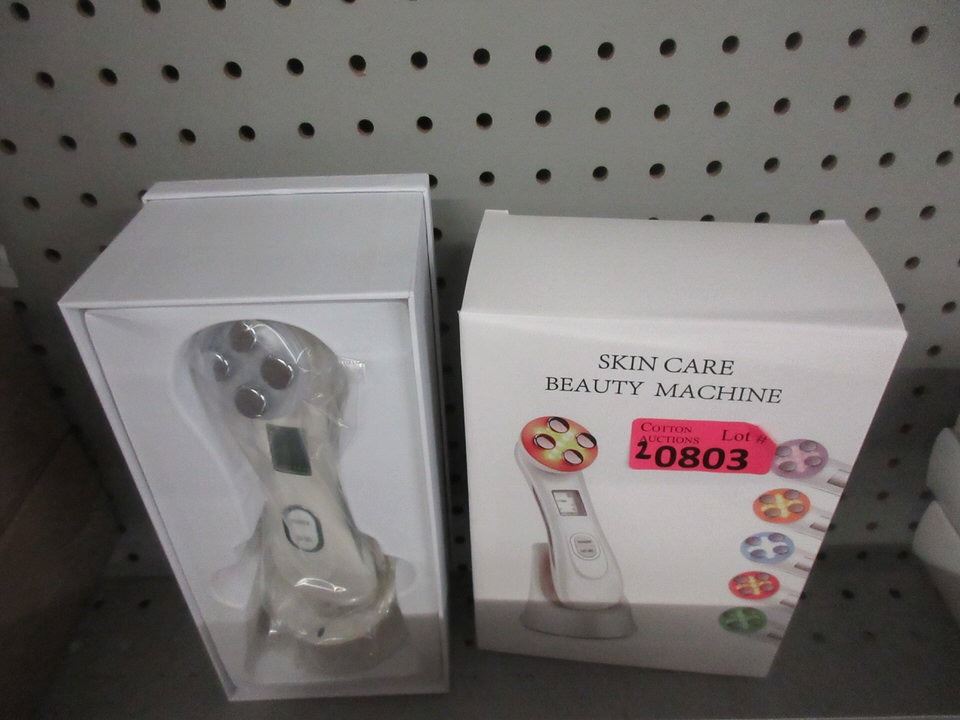 SKIN CARE
BEAUTY MACHINE
COTTON
AUCTIONS
Lot #
20803